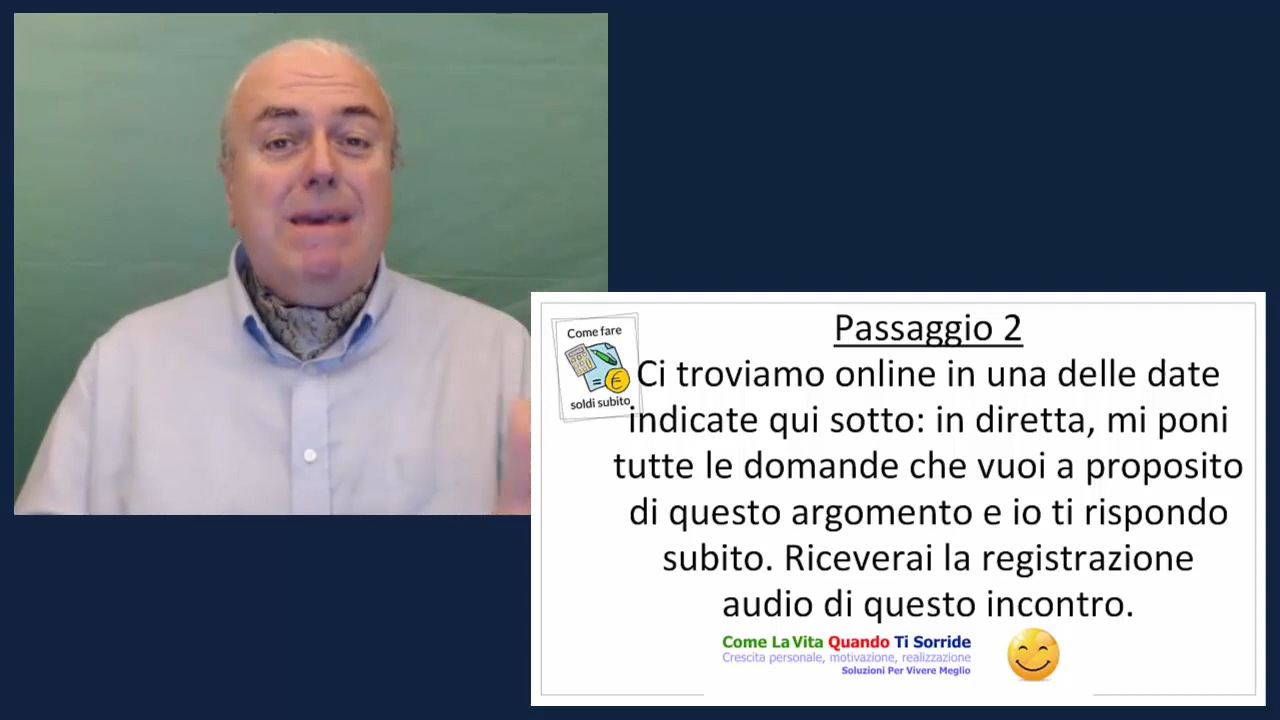 Come fare
soldi subito
Passaggio 2
Ci troviamo online in una delle date
indicate qui sotto: in diretta, mi poni
tutte le domande che vuoi a proposito
di questo argomento e io ti rispondo
subito. Riceverai la registrazione
audio di questo incontro.
Come La Vita Quando Ti Sorride
Crescita personale, motivazione, realizzazione
Soluzioni Per Vivere Meglio